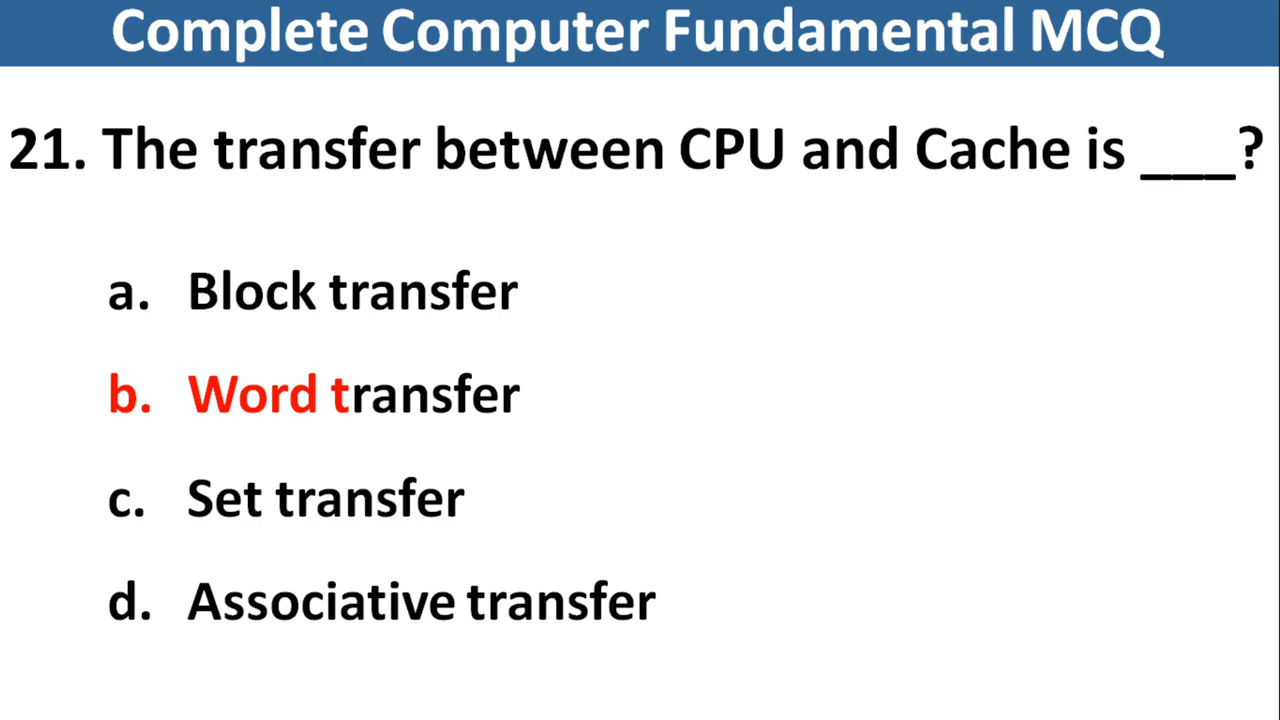 Complete Computer Fundamental MCQ
21. The transfer between CPU and Cache is ___?
a. Block transfer
b. Word transfer
c. Set transfer
d. Associative transfer